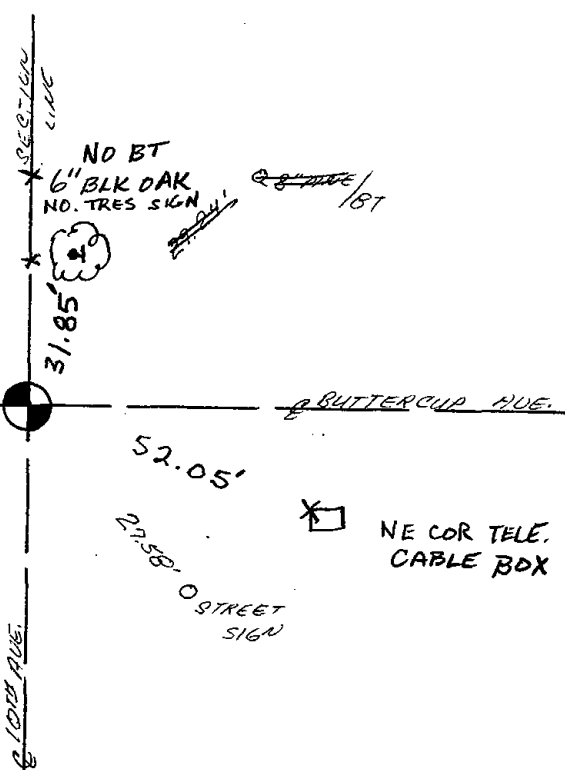 SECTION
LINE
NO BT
6" BLK OAK
NO. TRES SIGN
/BT
31.85'
℄ BUTTERCUP AVE.
52.05'
27.58'
STREET
SIGN
NE COR TELE.
CABLE BOX
℄ 10TH AVE.